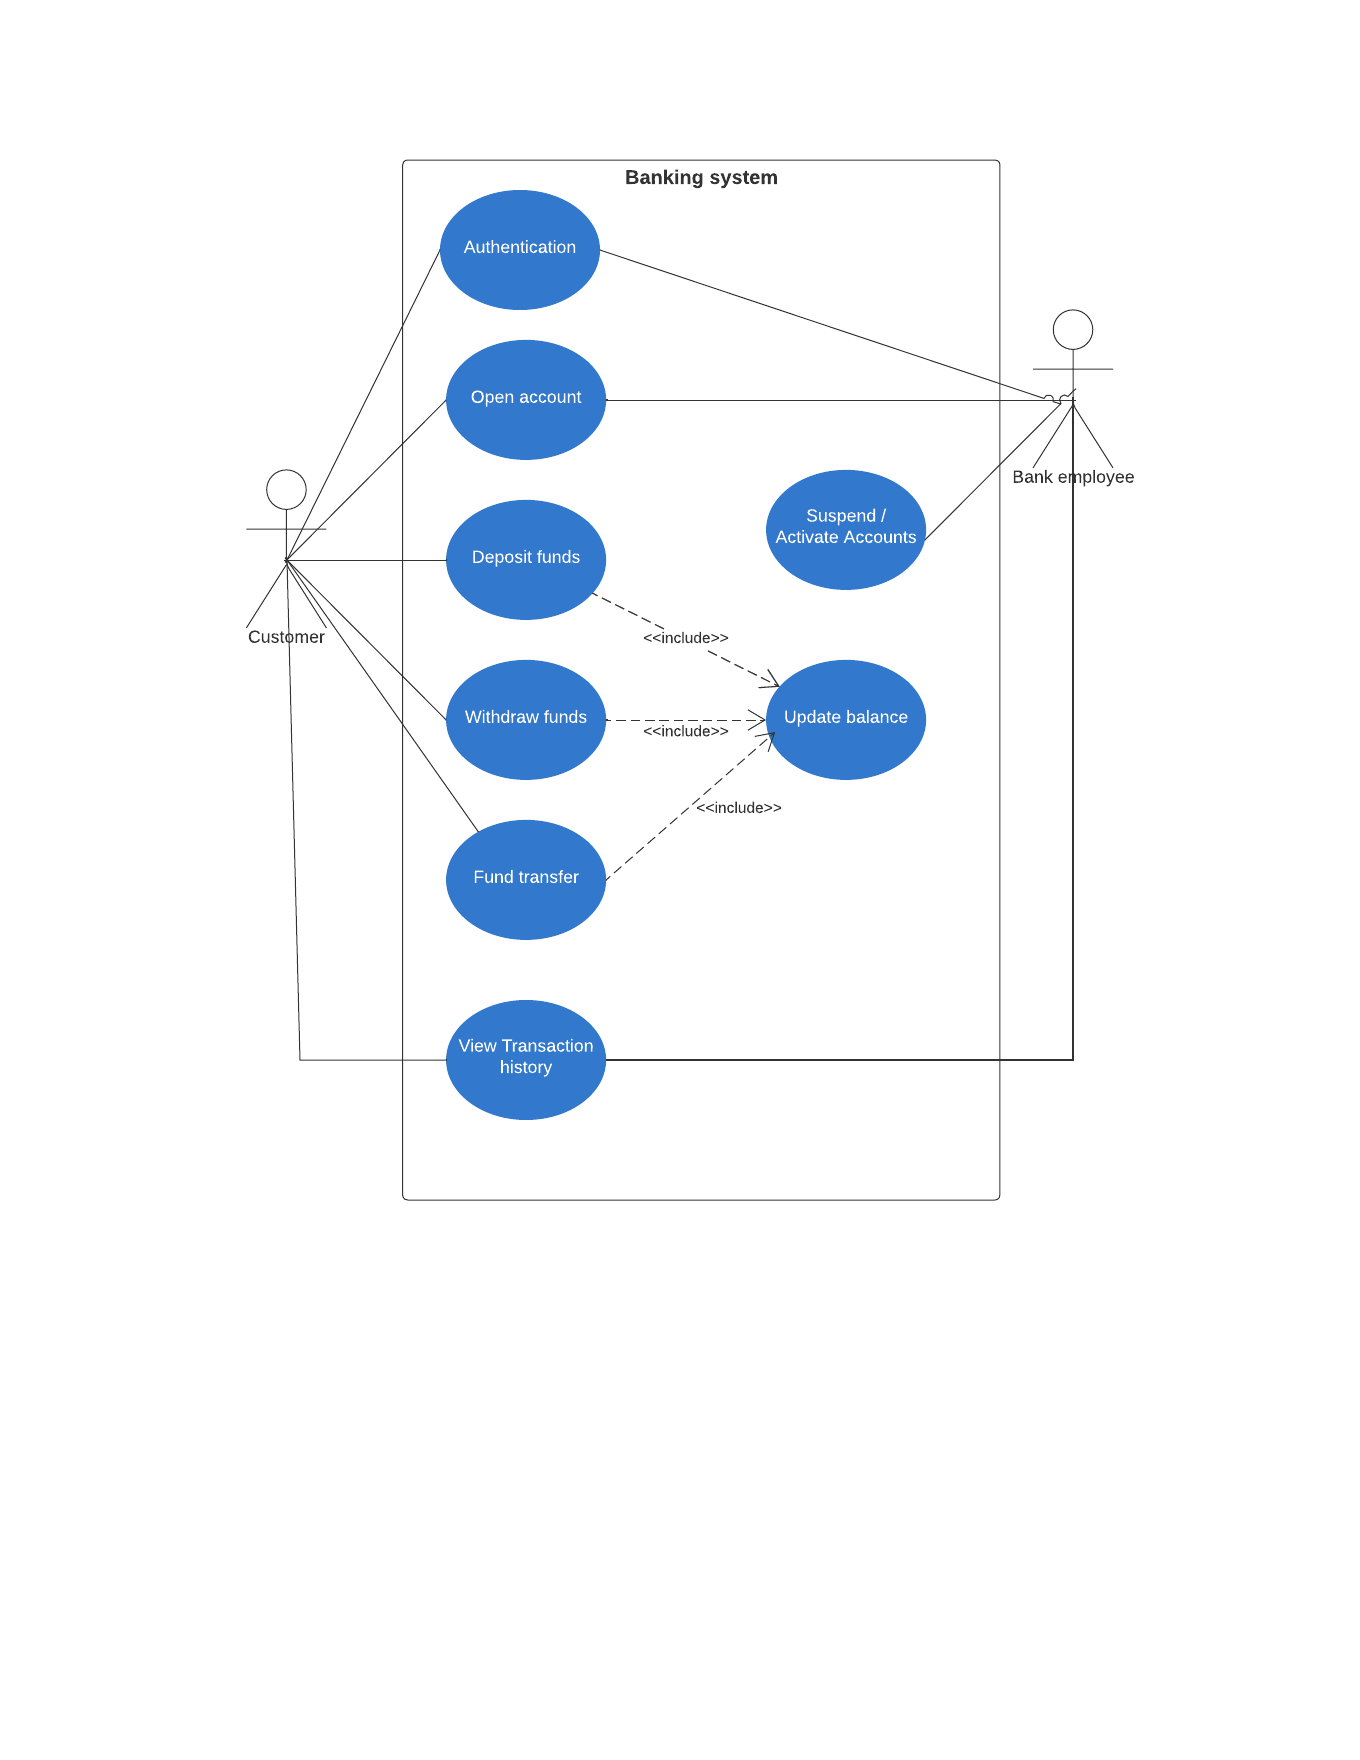 Banking system
Authentication
Open account
Bank employee
Suspend /
Activate Accounts
Deposit funds
Customer
<<include>>
Withdraw funds
<<include>>
Update balance
<<include>>
Fund transfer
View Transaction
history